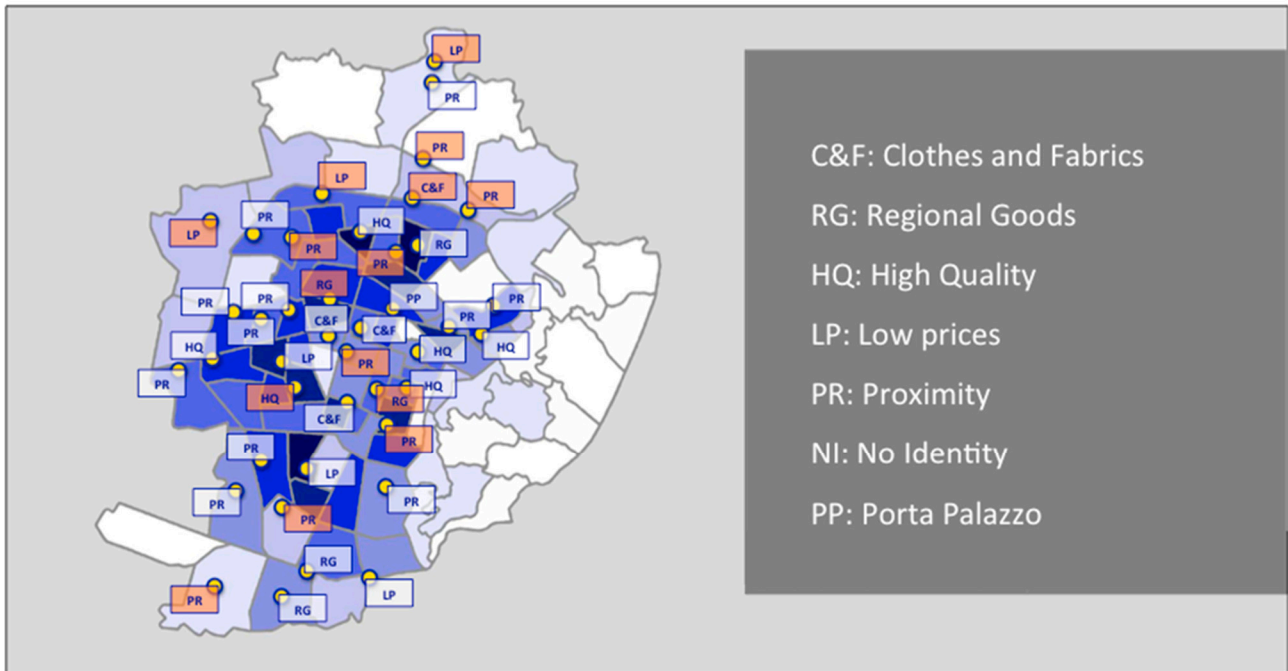 LP
PR
PR
LP
C&F
PR
PR
HQ
LP
PR
RG
PR
RG
PR
PR
PP
PR
PR
C&F
C&F
PR
HQ
LP
HQ
HQ
PR
PR
HQ
HQ
RG
C&F
PR
PR
LP
PR
PR
PR
RG
PR
LP
RG
C&F: Clothes and Fabrics
RG: Regional Goods
HQ: High Quality
LP: Low prices
PR: Proximity
NI: No Identity
PP: Porta Palazzo